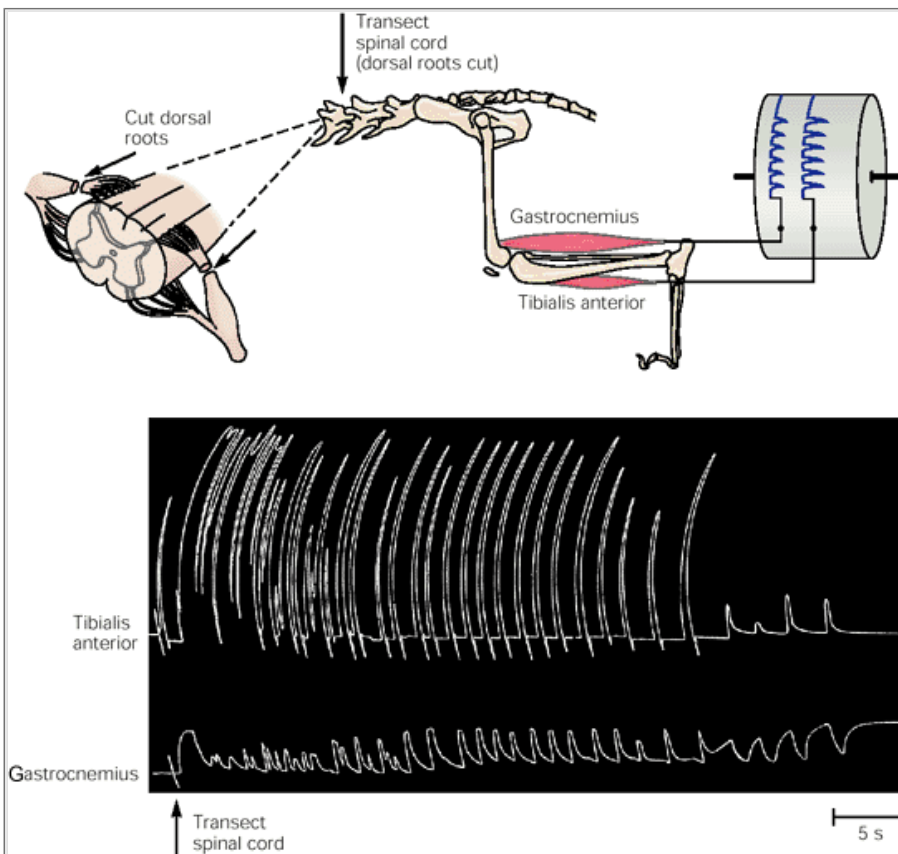 Transect
spinal cord
(dorsal roots cut)
Cut dorsal
roots
Gastrocnemius
Tibialis anterior
Tibialis
anterior
Gastrocnemius
Transect
spinal cord
5 s